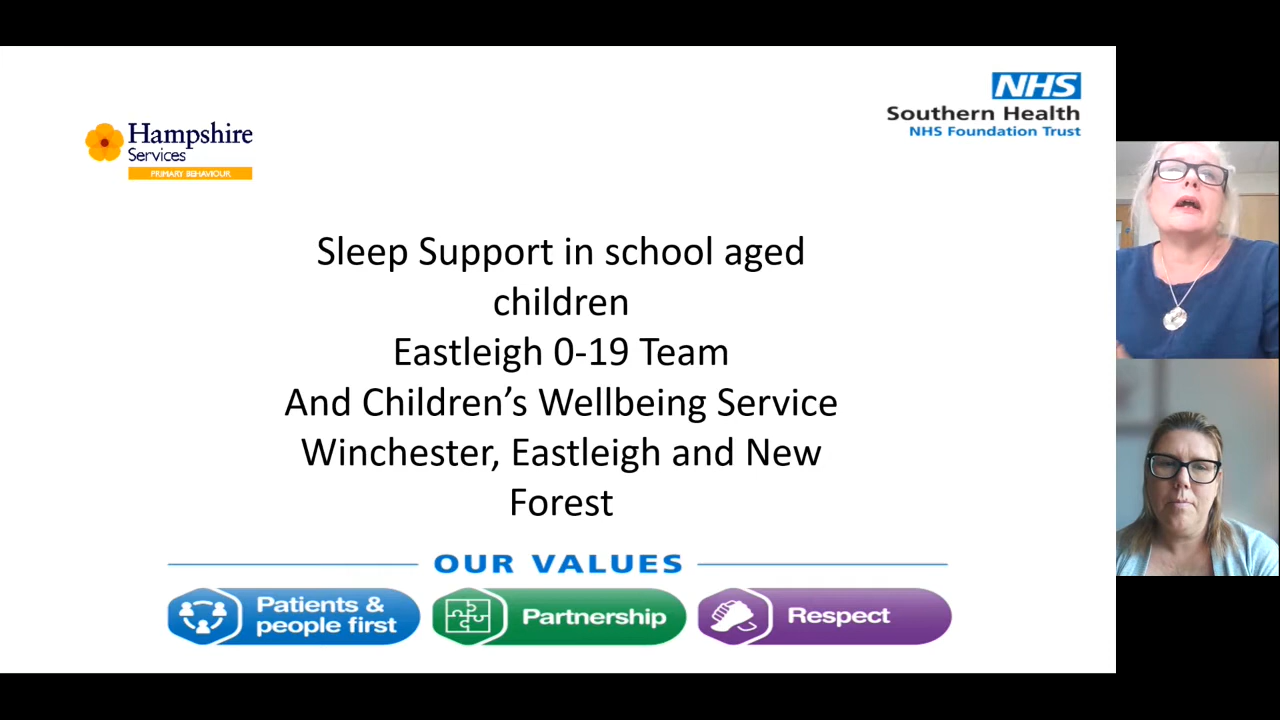 Hampshire
Services
PRIMARY BEHAVIOUR
NHS
Southern Health
NHS Foundation Trust
Sleep Support in school aged
children
Eastleigh 0-19 Team
And Children’s Wellbeing Service
Winchester, Eastleigh and New
Forest
OUR VALUES
Patients &
people first
Partnership
Respect